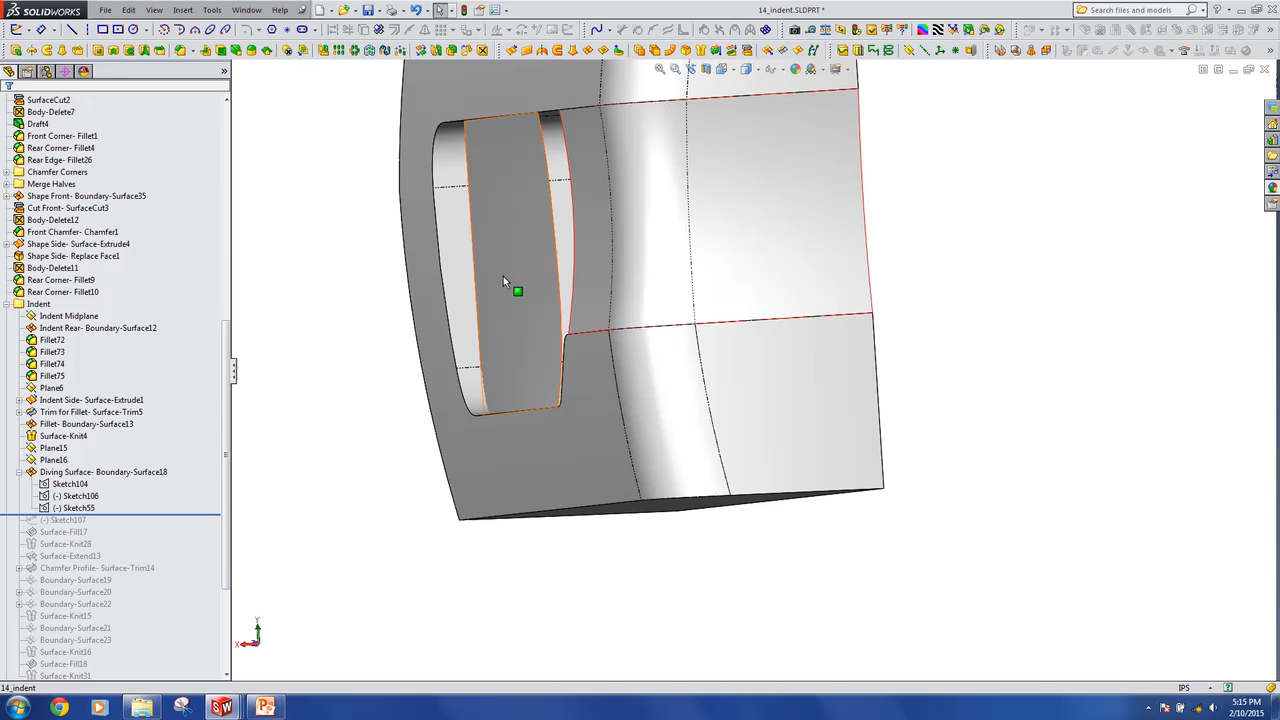 SOLIDWORKS File Edit View Insert Tools Window Help 14_indent.SLDPRT * Search files and models
SurfaceCut2
Body-Delete7
Draft4
Front Corner- Fillet1
Rear Corner- Fillet4
Rear Edge- Fillet26
Chamfer Corners
Merge Halves
Shape Front- Boundary-Surface35
Cut Front- SurfaceCut3
Body-Delete12
Front Chamfer- Chamfer1
Shape Side- Surface-Extrude4
Shape Side- Replace Face1
Body-Delete11
Rear Corner- Fillet9
Rear Corner- Fillet10
Indent
Indent Midplane
Indent Rear- Boundary-Surface12
Fillet72
Fillet73
Fillet74
Fillet75
Plane6
Indent Side- Surface-Extrude1
Trim for Fillet- Surface-Trim5
Fillet- Boundary-Surface13
Surface-Knit4
Plane15
Plane16
Diving Surface- Boundary-Surface18
Sketch104
(-) Sketch106
(-) Sketch55
(-) Sketch107
Surface-Fill17
Surface-Knit28
Surface-Extend13
Chamfer Profile- Surface-Trim14
Boundary-Surface19
Boundary-Surface20
Boundary-Surface22
Surface-Knit15
Boundary-Surface21
Boundary-Surface23
Surface-Knit16
Surface-Fill18
Surface-Knit31
Y
X
14_indent IPS
5:15 PM
2/10/2015